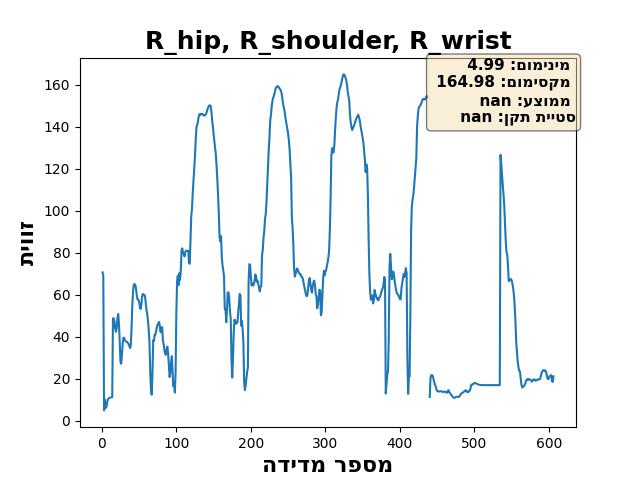 R_hip, R_shoulder, R_wrist
מינימום: 4.99
מקסימום: 164.98
ממוצע: nan
סטיית תקן: nan
זווית
160
140
120
100
80
60
40
20
0
0 100 200 300 400 500 600
מספר מדידה